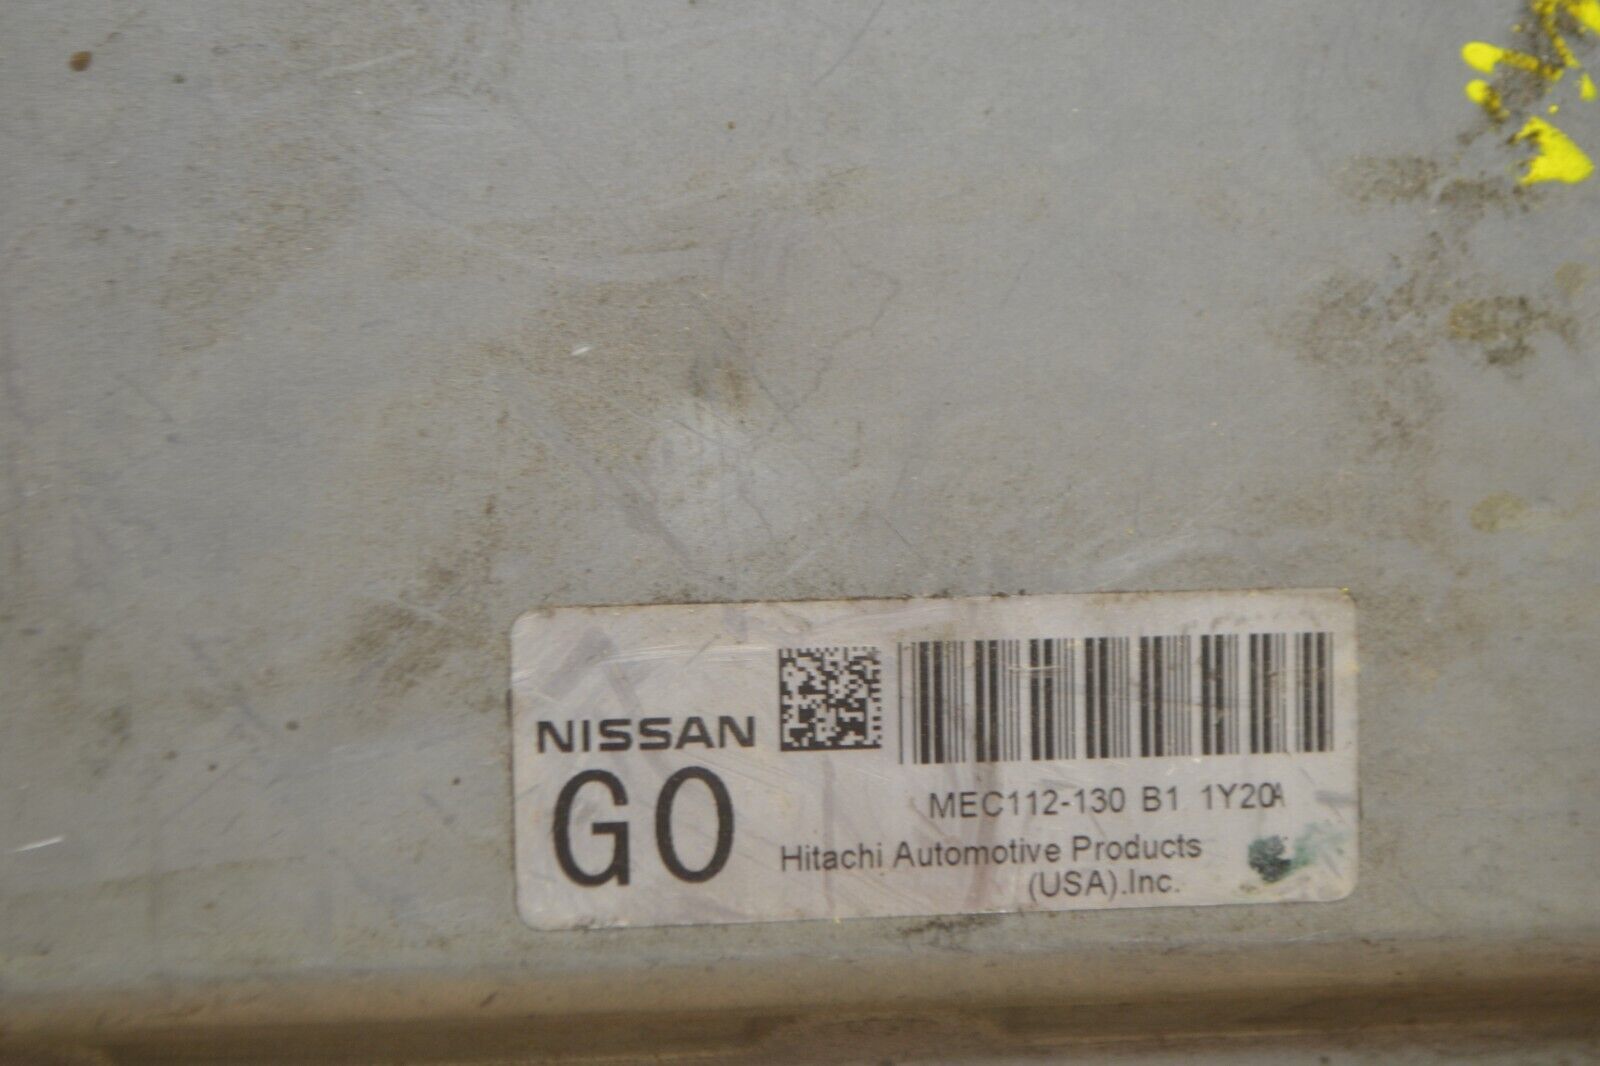 NISSAN
GO
MEC112-130 B1 1Y20A
Hitachi Automotive Products
(USA).Inc.